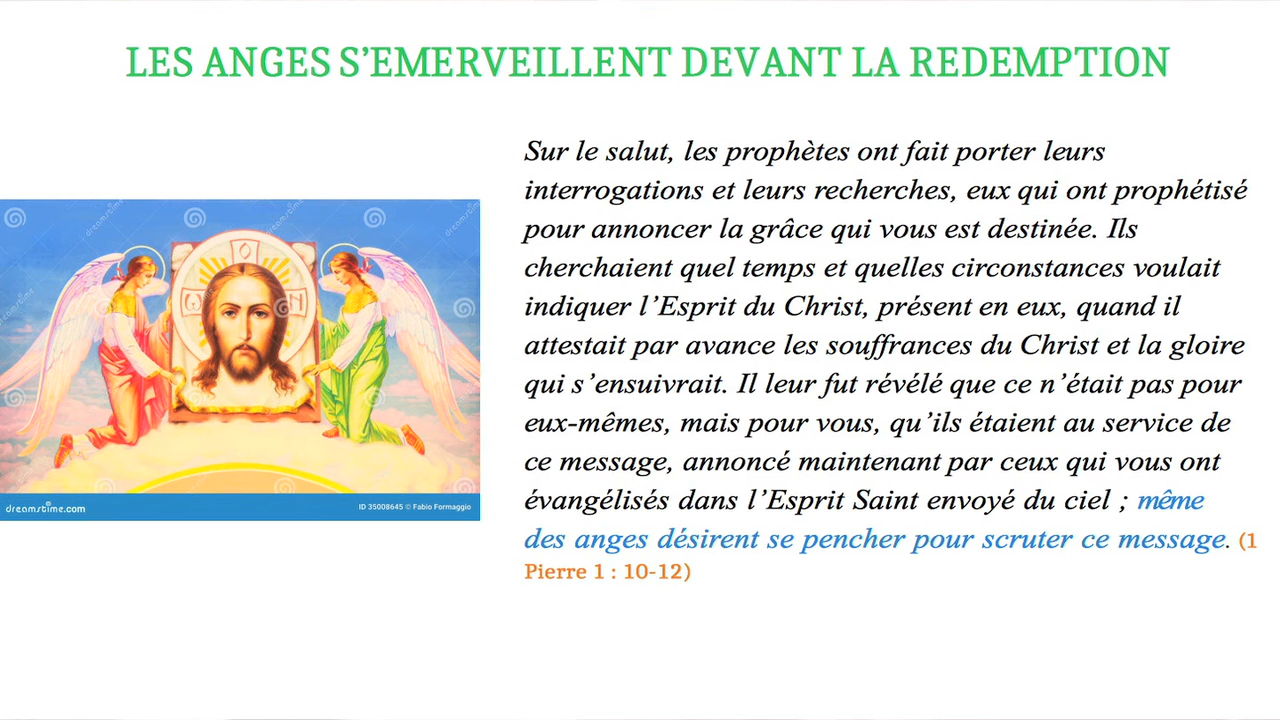 LES ANGES S’EMERVEILLENT DEVANT LA REDEMPTION
Sur le salut, les prophètes ont fait porter leurs
interrogations et leurs recherches, eux qui ont prophétisé
pour annoncer la grâce qui vous est destinée. Ils
cherchaient quel temps et quelles circonstances voulait
indiquer l’Esprit du Christ, présent en eux, quand il
attestait par avance les souffrances du Christ et la gloire
qui s’ensuivrait. Il leur fut révélé que ce n’était pas pour
eux-mêmes, mais pour vous, qu’ils étaient au service de
ce message, annoncé maintenant par ceux qui vous ont
évangélisés dans l’Esprit Saint envoyé du ciel ; même
des anges désirent se pencher pour scruter ce message. (1
Pierre 1 : 10-12)
dreamstime.com
ID 35008645 © Fabio Formaggio